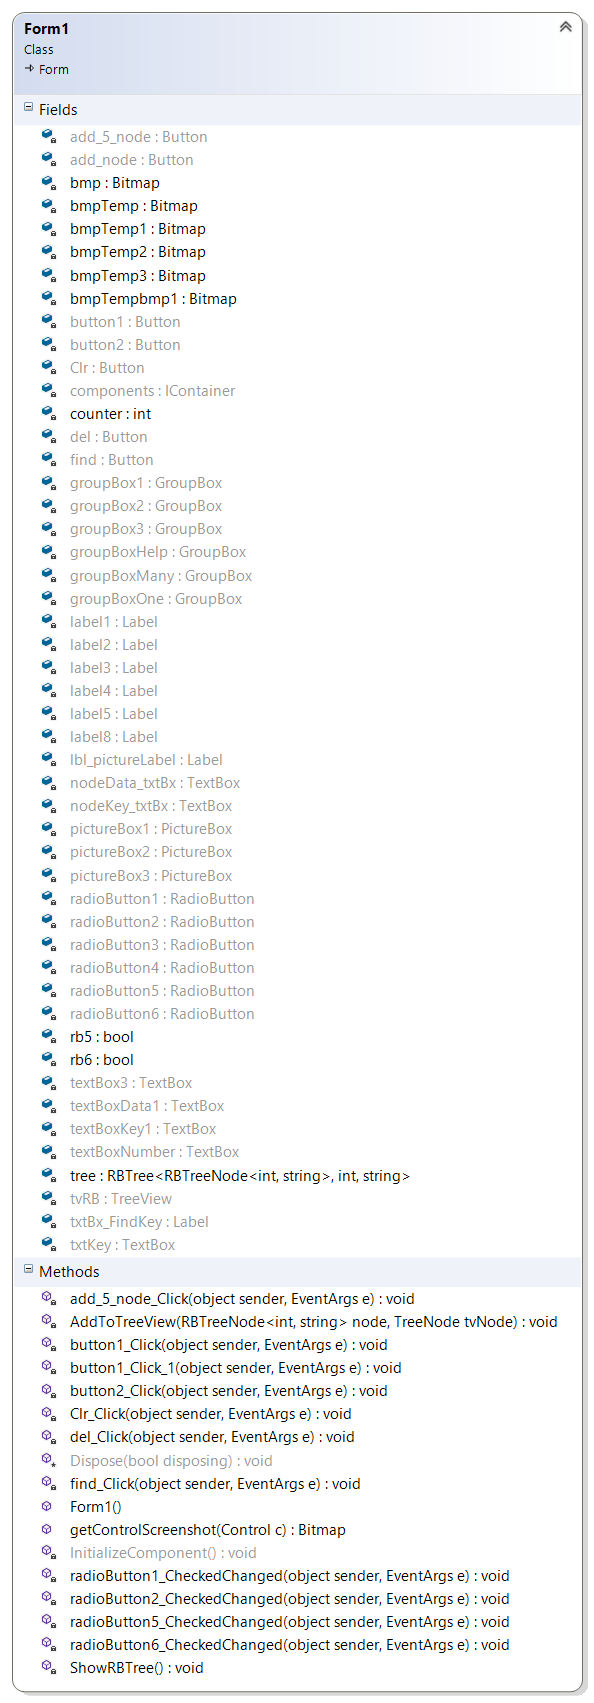 Form1
Class
Form
Fields
add_5_node : Button
add_node : Button
bmp : Bitmap
bmpTemp : Bitmap
bmpTemp1 : Bitmap
bmpTemp2 : Bitmap
bmpTemp3 : Bitmap
bmpTempbmp1 : Bitmap
button1 : Button
button2 : Button
Clr : Button
components : IContainer
counter : int
del : Button
find : Button
groupBox1 : GroupBox
groupBox2 : GroupBox
groupBox3 : GroupBox
groupBoxHelp : GroupBox
groupBoxMany : GroupBox
groupBoxOne : GroupBox
label1 : Label
label2 : Label
label3 : Label
label4 : Label
label5 : Label
label8 : Label
lbl_pictureLabel : Label
nodeData_txtBx : TextBox
nodeKey_txtBx : TextBox
pictureBox1 : PictureBox
pictureBox2 : PictureBox
pictureBox3 : PictureBox
radioButton1 : RadioButton
radioButton2 : RadioButton
radioButton3 : RadioButton
radioButton4 : RadioButton
radioButton5 : RadioButton
radioButton6 : RadioButton
rb5 : bool
rb6 : bool
textBox3 : TextBox
textBoxData1 : TextBox
textBoxKey1 : TextBox
textBoxNumber : TextBox
tree : RBTree<RBTreeNode<int, string>, int, string>
tvRB : TreeView
txtBx_FindKey : Label
txtKey : TextBox
Methods
add_5_node_Click(object sender, EventArgs e) : void
AddToTreeView(RBTreeNode<int, string> node, TreeNode tvNode) : void
button1_Click(object sender, EventArgs e) : void
button1_Click_1(object sender, EventArgs e) : void
button2_Click(object sender, EventArgs e) : void
Clr_Click(object sender, EventArgs e) : void
del_Click(object sender, EventArgs e) : void
Dispose(bool disposing) : void
find_Click(object sender, EventArgs e) : void
Form1()
getControlScreenshot(Control c) : Bitmap
InitializeComponent() : void
radioButton1_CheckedChanged(object sender, EventArgs e) : void
radioButton2_CheckedChanged(object sender, EventArgs e) : void
radioButton5_CheckedChanged(object sender, EventArgs e) : void
radioButton6_CheckedChanged(object sender, EventArgs e) : void
ShowRBTree() : void